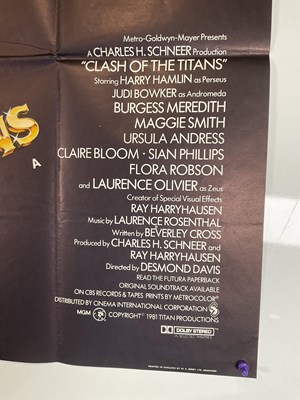 Metro-Goldwyn-Mayer Presents
A CHARLES H. SCHNEER Production
"CLASH OF THE TITANS"
Starring HARRY HAMLIN as Perseus
JUDI BOWKER as Andromeda
BURGESS MEREDITH
MAGGIE SMITH
URSULA ANDRESS
CLAIRE BLOOM · SIAN PHILLIPS
FLORA ROBSON
and LAURENCE OLIVIER as Zeus
Creator of Special Visual Effects
RAY HARRYHAUSEN
Music by LAURENCE ROSENTHAL
Written by BEVERLEY CROSS
Produced by CHARLES H. SCHNEER and
RAY HARRYHAUSEN
Directed by DESMOND DAVIS
READ THE FUTURA PAPERBACK
ORIGINAL SOUNDTRACK AVAILABLE
ON CBS RECORDS & TAPES PRINTS BY METROCOLOR®
DISTRIBUTED BY CINEMA INTERNATIONAL CORPORATION
MGM COPYRIGHT © 1981 TITAN PRODUCTIONS
DOLBY STEREO
IN SELECTED THEATRES
NS
A